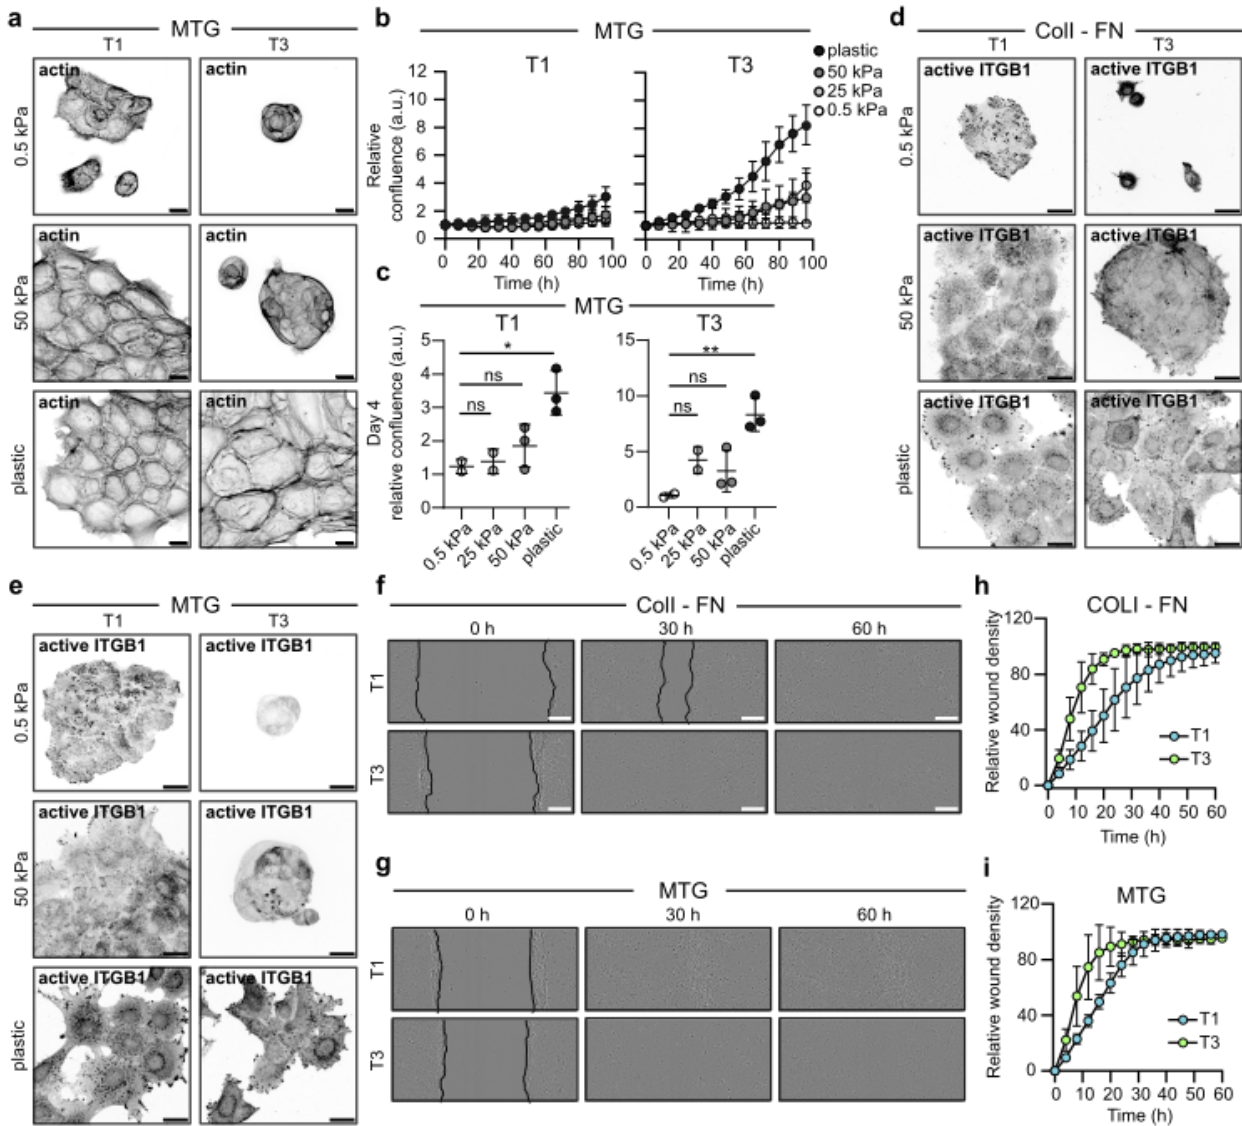 a
MTG
T1
T3
0.5 kPa
actin
actin
50 kPa
actin
actin
plastic
actin
actin
b
MTG
T1
T3
plastic
50 kPa
25 kPa
0.5 kPa
Relative
confluence (a.u.)
12
10
8
6
4
2
0
0 20 40 60 80 100
0 20 40 60 80 100
Time (h)
Time (h)
c
MTG
T1
T3
Day 4
relative confluence (a.u.)
5
4
3
2
1
0
*
ns
ns
15
10
5
0
**
ns
ns
0.5 kPa
25 kPa
50 kPa
plastic
0.5 kPa
25 kPa
50 kPa
plastic
d
Coll - FN
T1
T3
0.5 kPa
active ITGB1
active ITGB1
50 kPa
active ITGB1
active ITGB1
plastic
active ITGB1
active ITGB1
e
MTG
T1
T3
0.5 kPa
active ITGB1
active ITGB1
50 kPa
active ITGB1
active ITGB1
plastic
active ITGB1
active ITGB1
f
Coll - FN
0 h
30 h
60 h
T1
T3
g
MTG
0 h
30 h
60 h
T1
T3
h
COLI - FN
Relative wound density
120
80
40
0
T1
T3
0 10 20 30 40 50 60
Time (h)
i
MTG
Relative wound density
120
80
40
0
T1
T3
0 10 20 30 40 50 60
Time (h)